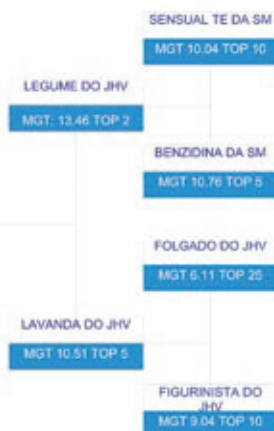 SENSUAL TE DA SM
MGT 10.04 TOP 10
LEGUME DO JHV
MGT: 13.46 TOP 2
BENZIDINA DA SM
MGT 10.76 TOP 5
FOLGADO DO JHV
MGT 6.11 TOP 25
LAVANDA DO JHV
MGT 10.51 TOP 5
FIGURINISTA DO
JHV
MGT 9.04 TOP 10